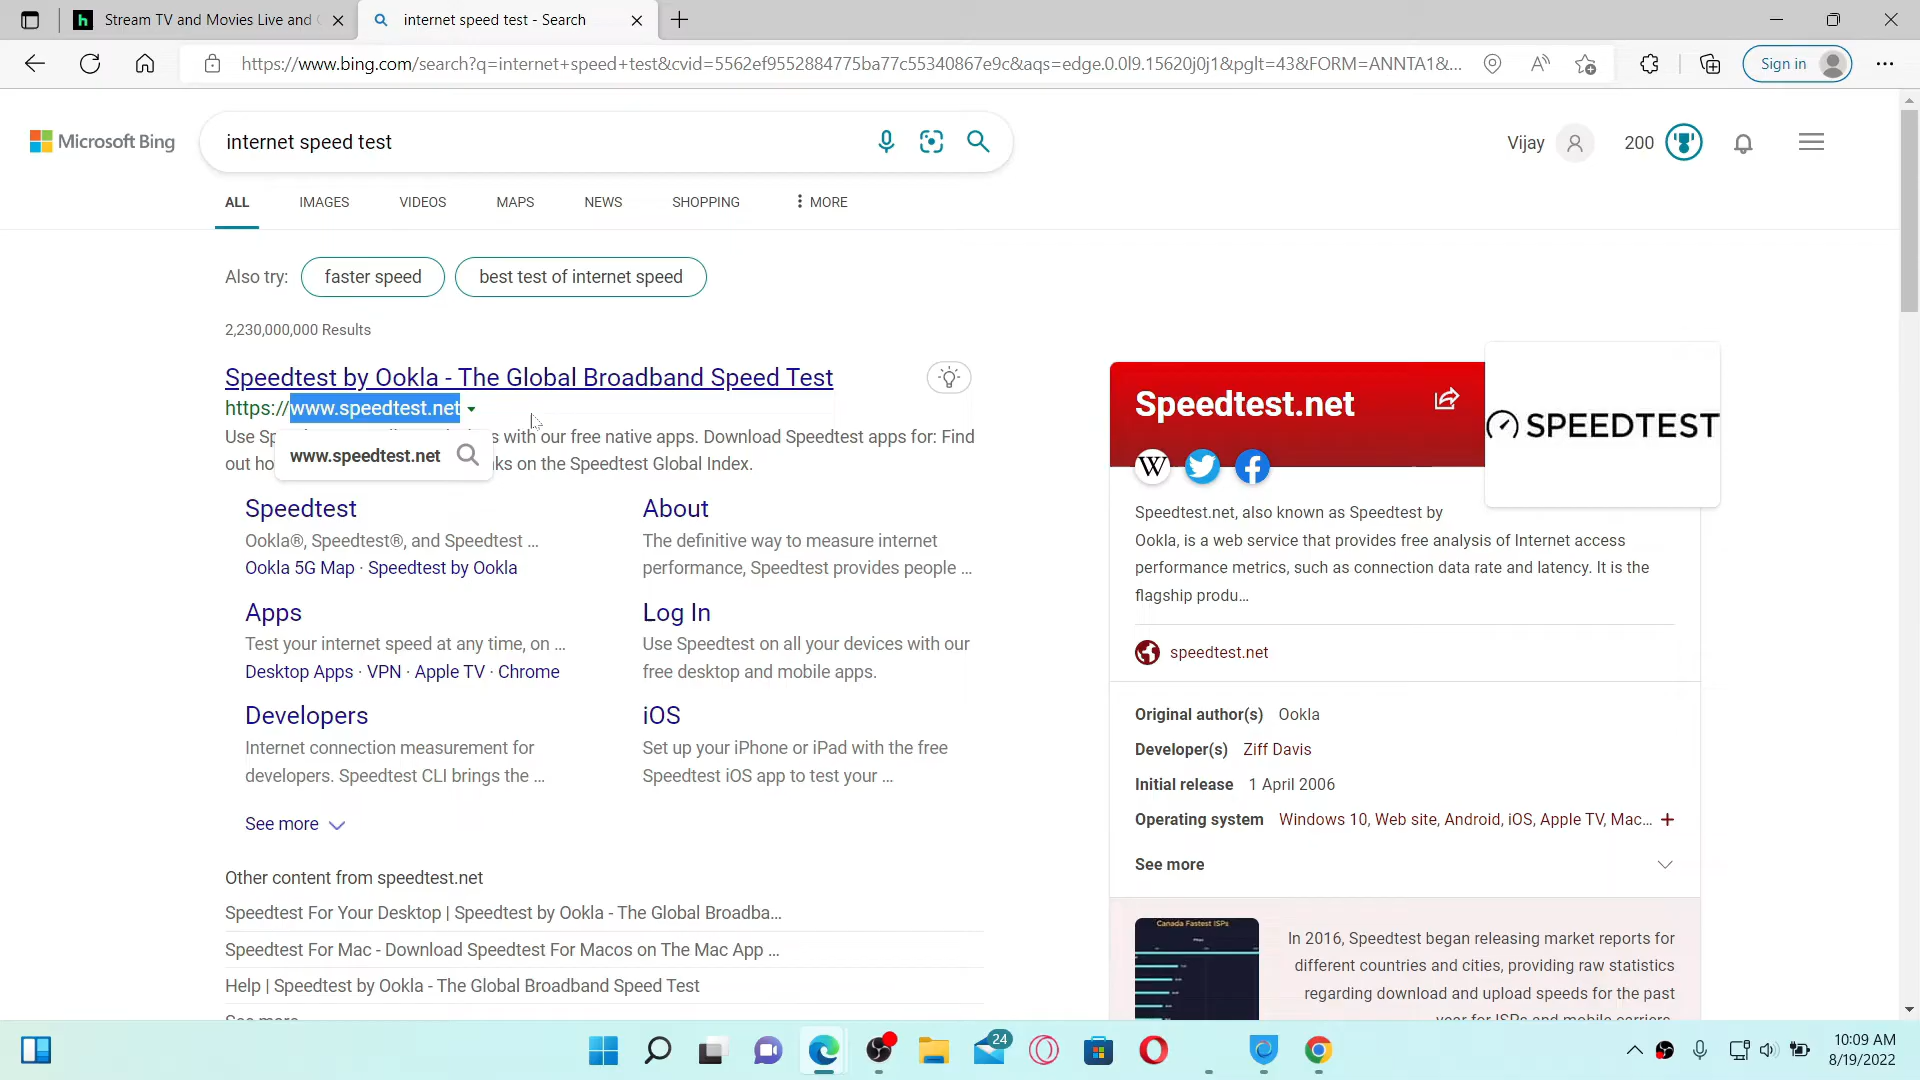 Stream TV and Movies Live and
internet speed test - Search
https://www.bing.com/search?q=internet+speed+test&cvid=5562ef9552884775ba77c55340867e9c&aqs=edge.0.0l9.15620j0j1&pglt=43&FORM=ANNTA1&...
Sign in
Microsoft Bing
internet speed test
Vijay
200
ALL
IMAGES
VIDEOS
MAPS
NEWS
SHOPPING
MORE
Also try:
faster speed
best test of internet speed
2,230,000,000 Results
Speedtest by Ookla - The Global Broadband Speed Test
https://www.speedtest.net
Use with our free native apps. Download Speedtest apps for: Find
out on the Speedtest Global Index.
www.speedtest.net
Speedtest
Ookla®, Speedtest®, and Speedtest ...
Ookla 5G Map · Speedtest by Ookla
About
The definitive way to measure internet
performance, Speedtest provides people ...
Apps
Test your internet speed at any time, on ...
Desktop Apps · VPN · Apple TV · Chrome
Log In
Use Speedtest on all your devices with our
free desktop and mobile apps.
Developers
Internet connection measurement for
developers. Speedtest CLI brings the ...
iOS
Set up your iPhone or iPad with the free
Speedtest iOS app to test your ...
See more
Other content from speedtest.net
Speedtest For Your Desktop | Speedtest by Ookla - The Global Broadba...
Speedtest For Mac - Download Speedtest For Macos on The Mac App ...
Help | Speedtest by Ookla - The Global Broadband Speed Test
See more
Speedtest.net
SPEEDTEST
W
Speedtest.net, also known as Speedtest by
Ookla, is a web service that provides free analysis of Internet access
performance metrics, such as connection data rate and latency. It is the
flagship produ...
speedtest.net
Original author(s) Ookla
Developer(s) Ziff Davis
Initial release 1 April 2006
Operating system Windows 10, Web site, Android, iOS, Apple TV, Mac...
See more
Canada Fastest ISPs
In 2016, Speedtest began releasing market reports for
different countries and cities, providing raw statistics
regarding download and upload speeds for the past
year for ISPs and mobile carriers.
24
10:09 AM
8/19/2022